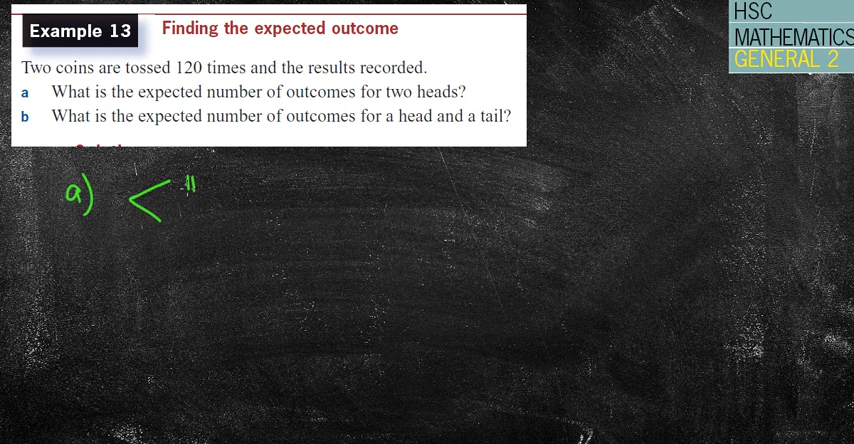 Example 13 Finding the expected outcome
Two coins are tossed 120 times and the results recorded.
a What is the expected number of outcomes for two heads?
b What is the expected number of outcomes for a head and a tail?
HSC
MATHEMATICS
GENERAL 2
a)